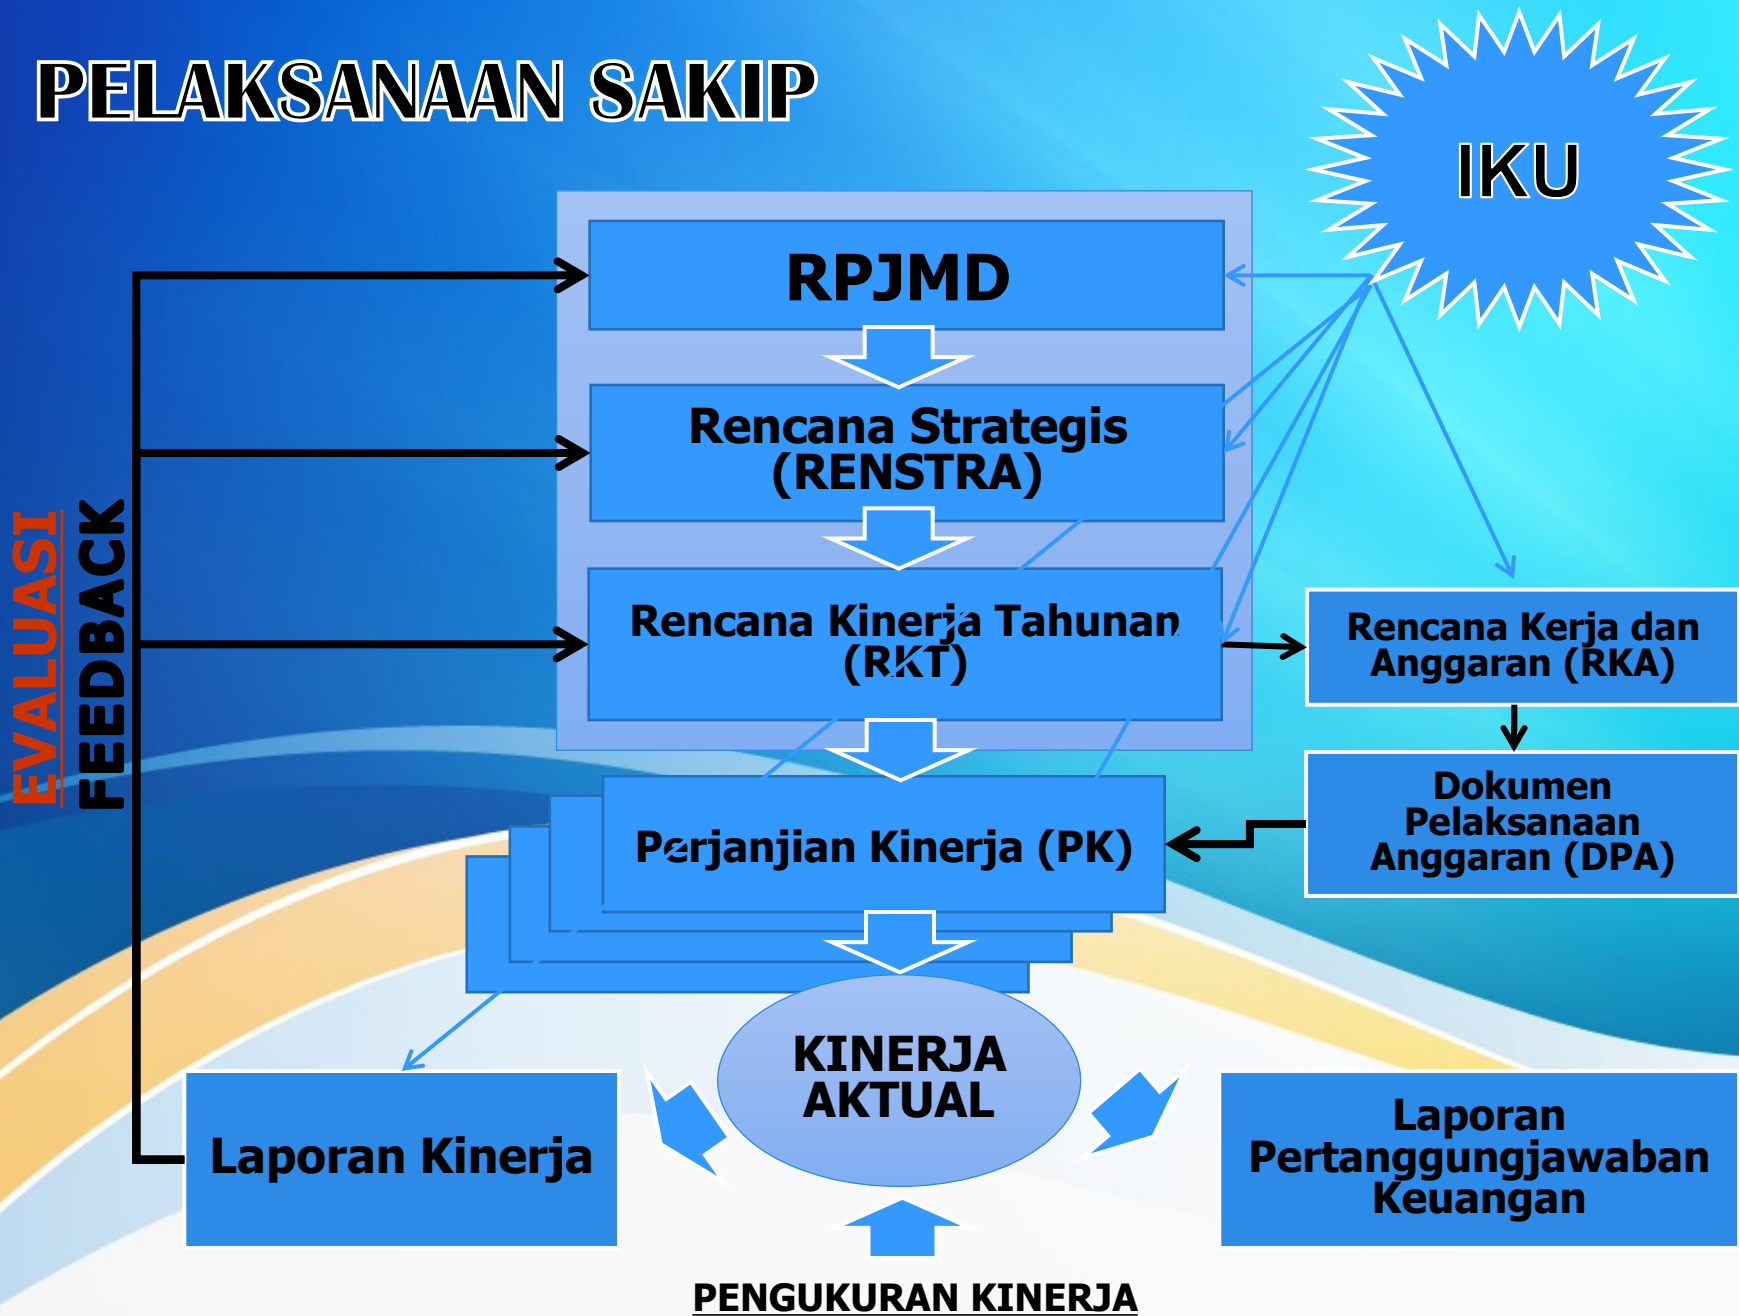 PELAKSANAAN SAKIP
IKU
RPJMD
Rencana Strategis
(RENSTRA)
Rencana Kinerja Tahunan
(RKT)
Rencana Kerja dan
Anggaran (RKA)
Dokumen
Pelaksanaan
Anggaran (DPA)
Perjanjian Kinerja (PK)
EVALUASI
FEEDBACK
KINERJA
AKTUAL
Laporan Kinerja
Laporan
Pertanggungjawaban
Keuangan
PENGUKURAN KINERJA